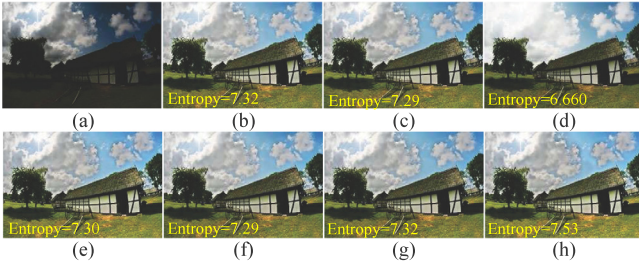 Entropy=7.32
Entropy=7.29
Entropy=6.660
(a)
(b)
(c)
(d)
Entropy=7.30
Entropy=7.29
Entropy=7.32
Entropy=7.53
(e)
(f)
(g)
(h)